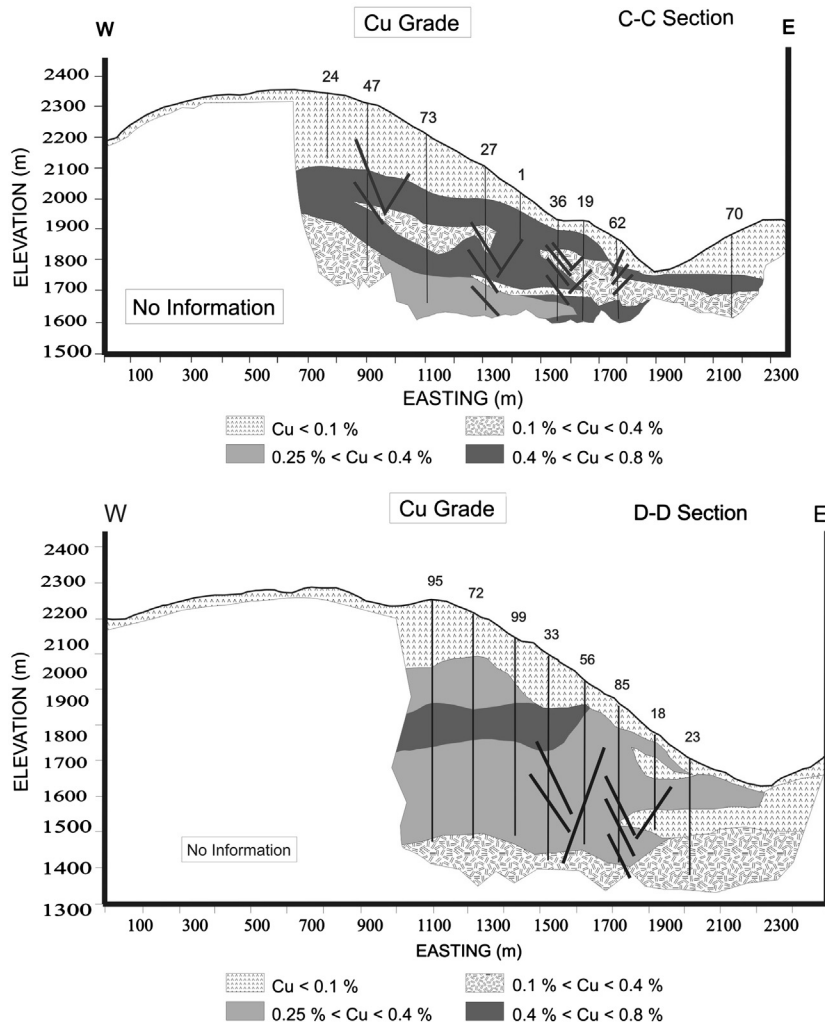 W Cu Grade C-C Section E
2400
2300
2200
2100
2000
1900
1800
1700
1600
1500
ELEVATION (m)
24 47 73 27 1 36 19 62 70
No Information
100 300 500 700 900 1100 1300 1500 1700 1900 2100 2300
EASTING (m)
Cu < 0.1 % 0.1 % < Cu < 0.4 %
0.25 % < Cu < 0.4 % 0.4 % < Cu < 0.8 %
W Cu Grade D-D Section E
2400
2300
2200
2100
2000
1900
1800
1700
1600
1500
1400
1300
ELEVATION (m)
95 72 99 33 56 85 18 23
No Information
100 300 500 700 900 1100 1300 1500 1700 1900 2100 2300
EASTING (m)
Cu < 0.1 % 0.1 % < Cu < 0.4 %
0.25 % < Cu < 0.4 % 0.4 % < Cu < 0.8 %